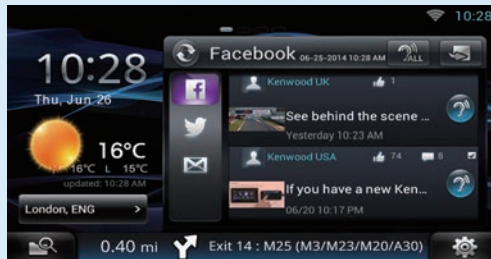 10:28
10:28
Thu, Jun 26
16°C
16°C L 15°C
updated: 10:28 AM
London, ENG >
Facebook 06-25-2014 10:28 AM
ALL
Kenwood UK 1
See behind the scene ...
Yesterday 10:23 AM
Kenwood USA 74 8
If you have a new Ken...
06/20 10:17 PM
0.40 mi Exit 14 : M25 (M3/M23/M20/A30)